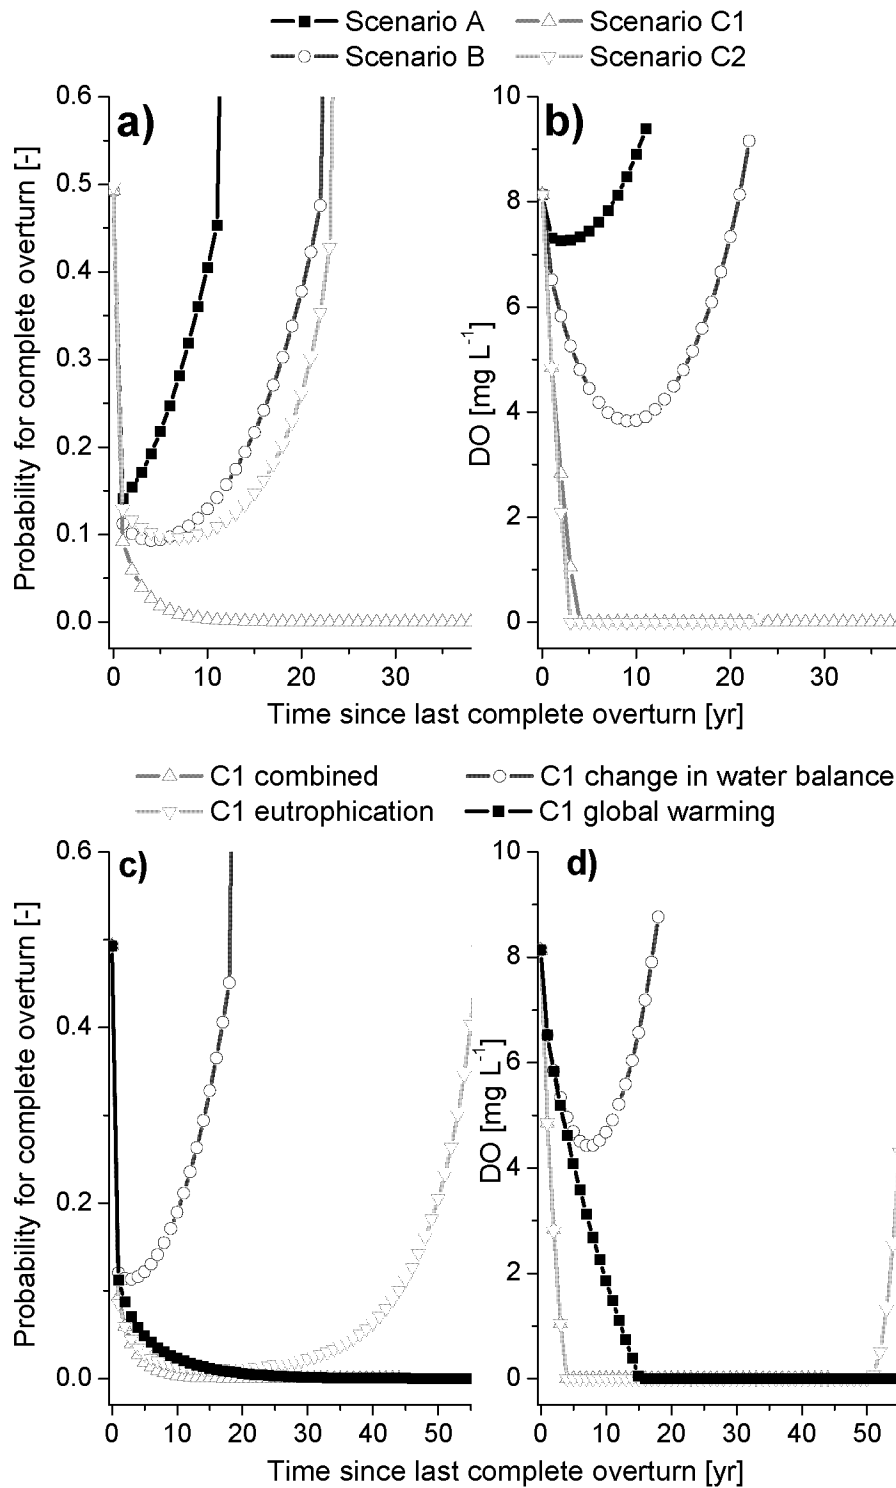 Scenario A Scenario C1
Scenario B Scenario C2
a) b)
Probability for complete overturn [-]
0.6
0.5
0.4
0.3
0.2
0.1
0.0
DO [mg L-1]
10
8
6
4
2
0
0 10 20 30 0 10 20 30
Time since last complete overturn [yr]
C1 combined C1 change in water balance
C1 eutrophication C1 global warming
c) d)
Probability for complete overturn [-]
0.6
0.4
0.2
0.0
DO [mg L-1]
10
8
6
4
2
0
0 10 20 30 40 50 0 10 20 30 40 50
Time since last complete overturn [yr]